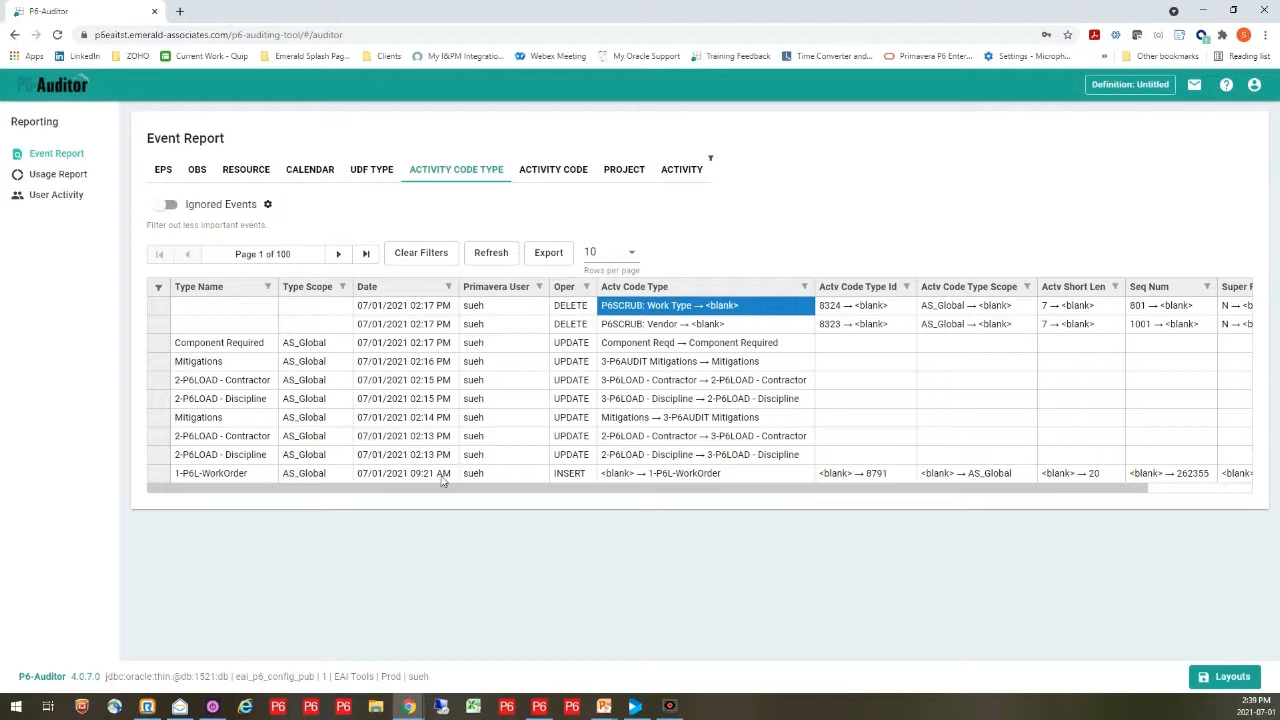 P6-Auditor
p6eaitst.emerald-associates.com/p6-auditing-tool/#/auditor
S
Apps LinkedIn ZOHO Current Work - Quip Emerald Splash Pag... Clients My I&PM Integratio... Webex Meeting My Oracle Support Training Feedback Time Converter and... Primavera P6 Enter... Settings - Microph... » Other bookmarks Reading list
P6-Auditor
Definition: Untitled
Reporting
Event Report
Usage Report
User Activity
Event Report
EPS OBS RESOURCE CALENDAR UDF TYPE ACTIVITY CODE TYPE ACTIVITY CODE PROJECT ACTIVITY
Ignored Events
Filter out less important events.
Page 1 of 100 Clear Filters Refresh Export 10
Rows per page
Type Name Type Scope Date Primavera User Oper Actv Code Type Actv Code Type Id Actv Code Type Scope Actv Short Len Seq Num Super F
07/01/2021 02:17 PM sueh DELETE P6SCRUB: Work Type → <blank> 8324 → <blank> AS_Global → <blank> 7 → <blank> 801 → <blank> N → <b
07/01/2021 02:17 PM sueh DELETE P6SCRUB: Vendor → <blank> 8323 → <blank> AS_Global → <blank> 7 → <blank> 1001 → <blank> N → <b
Component Required AS_Global 07/01/2021 02:17 PM sueh UPDATE Component Reqd → Component Required
Mitigations AS_Global 07/01/2021 02:16 PM sueh UPDATE 3-P6AUDIT Mitigations → Mitigations
2-P6LOAD - Contractor AS_Global 07/01/2021 02:15 PM sueh UPDATE 3-P6LOAD - Contractor → 2-P6LOAD - Contractor
2-P6LOAD - Discipline AS_Global 07/01/2021 02:15 PM sueh UPDATE 3-P6LOAD - Discipline → 2-P6LOAD - Discipline
Mitigations AS_Global 07/01/2021 02:14 PM sueh UPDATE Mitigations → 3-P6AUDIT Mitigations
2-P6LOAD - Contractor AS_Global 07/01/2021 02:13 PM sueh UPDATE 2-P6LOAD - Contractor → 3-P6LOAD - Contractor
2-P6LOAD - Discipline AS_Global 07/01/2021 02:13 PM sueh UPDATE 2-P6LOAD - Discipline → 3-P6LOAD - Discipline
1-P6L-WorkOrder AS_Global 07/01/2021 09:21 AM sueh INSERT <blank> → 1-P6L-WorkOrder <blank> → 8791 <blank> → AS_Global <blank> → 20 <blank> → 262355 <blank>
P6-Auditor 4.0.7.0 jdbc:oracle:thin:@db:1521:db | eai_p6_config_pub | 1 | EAI Tools | Prod | sueh
Layouts
P6 P6 P6 P6 P6 P6
2:39 PM
2021-07-01